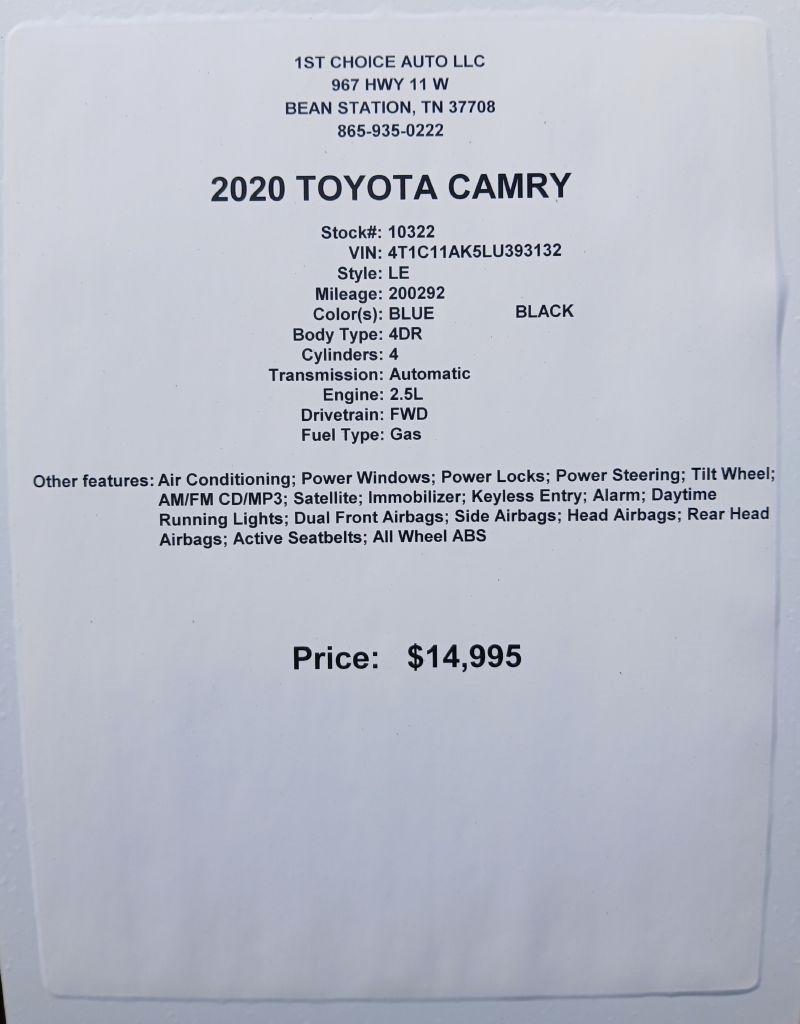 1ST CHOICE AUTO LLC
967 HWY 11 W
BEAN STATION, TN 37708
865-935-0222
2020 TOYOTA CAMRY
Stock#: 10322
VIN: 4T1C11AK5LU393132
Style: LE
Mileage: 200292
Color(s): BLUE BLACK
Body Type: 4DR
Cylinders: 4
Transmission: Automatic
Engine: 2.5L
Drivetrain: FWD
Fuel Type: Gas
Other features: Air Conditioning; Power Windows; Power Locks; Power Steering; Tilt Wheel;
AM/FM CD/MP3; Satellite; Immobilizer; Keyless Entry; Alarm; Daytime
Running Lights; Dual Front Airbags; Side Airbags; Head Airbags; Rear Head
Airbags; Active Seatbelts; All Wheel ABS
Price: $14,995